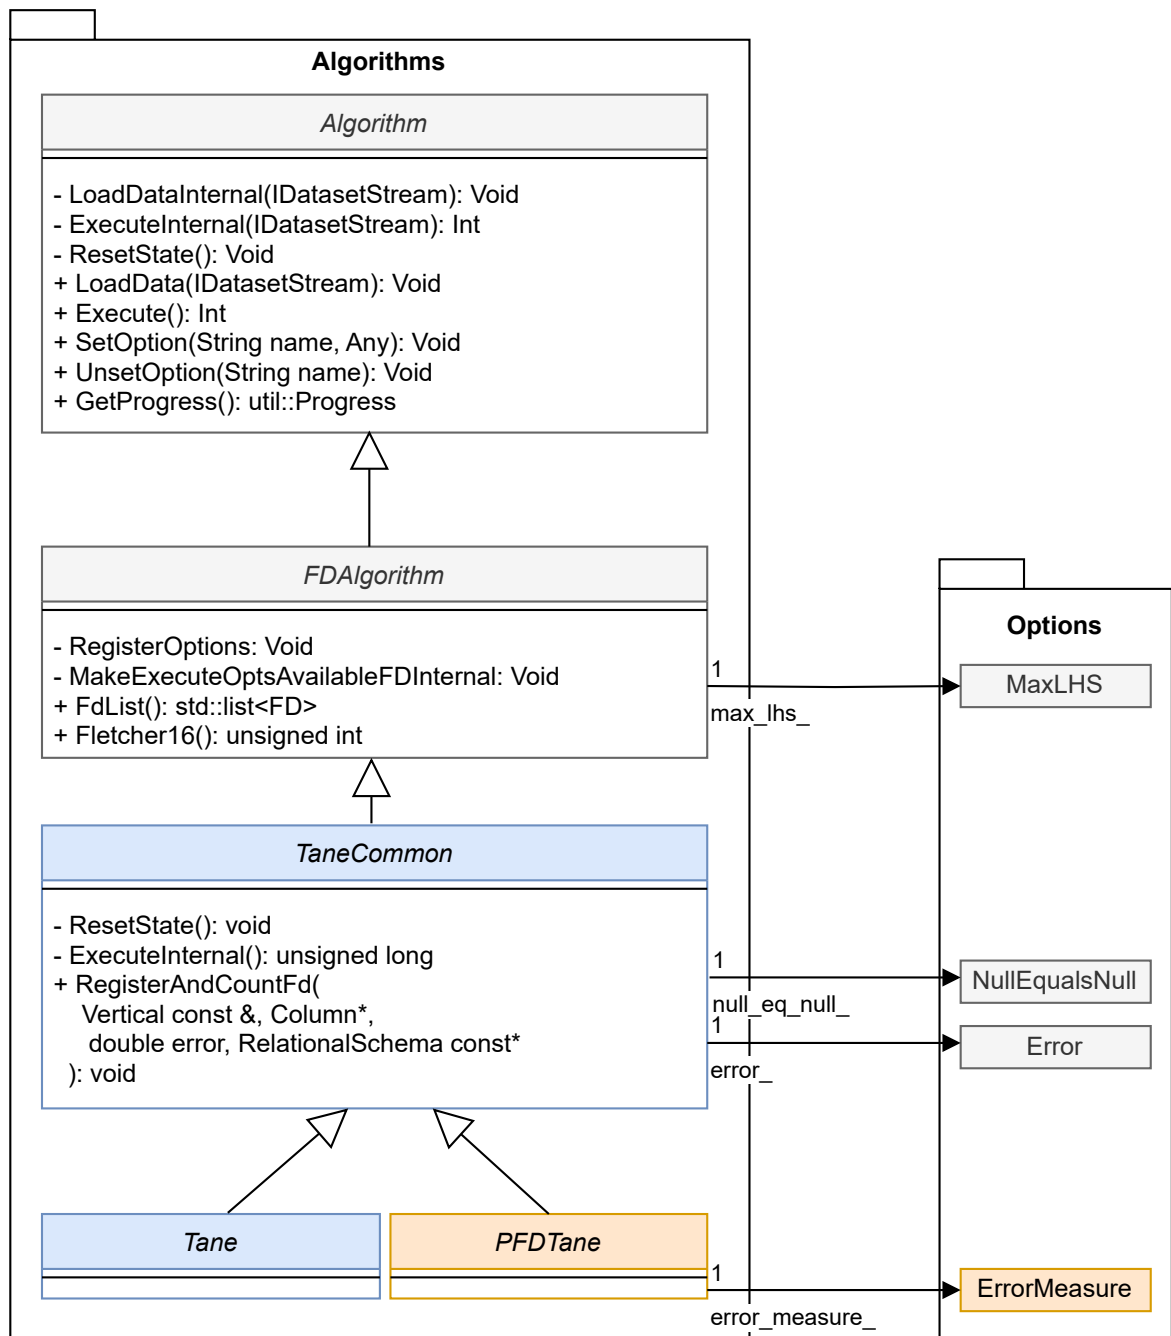 Algorithms
Algorithm
- LoadDataInternal(IDatasetStream): Void
- ExecuteInternal(IDatasetStream): Int
- ResetState(): Void
+ LoadData(IDatasetStream): Void
+ Execute(): Int
+ SetOption(String name, Any): Void
+ UnsetOption(String name): Void
+ GetProgress(): util::Progress
FDAlgorithm
- RegisterOptions: Void
- MakeExecuteOptsAvailableFDInternal: Void
+ FdList(): std::list<FD>
+ Fletcher16(): unsigned int
1
max_lhs_
Options
MaxLHS
TaneCommon
- ResetState(): void
- ExecuteInternal(): unsigned long
+ RegisterAndCountFd(
Vertical const &, Column*,
double error, RelationalSchema const*
): void
1
null_eq_null_
NullEqualsNull
1
error_
Error
Tane
PFDTane
1
error_measure_
ErrorMeasure